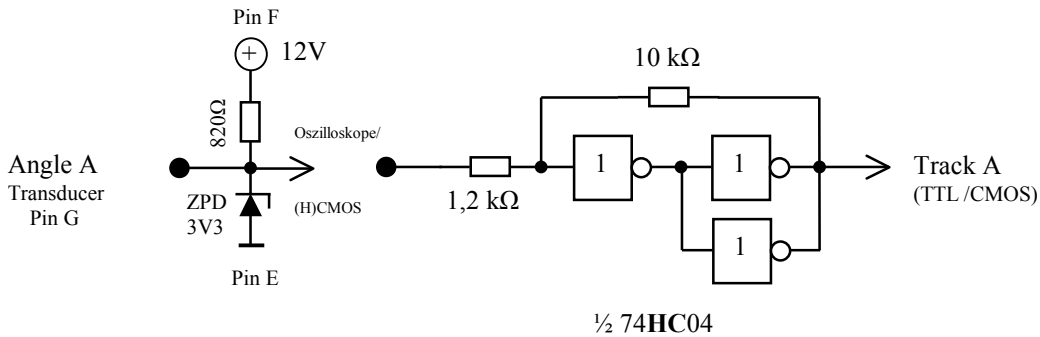 Pin F
+
12V
820Ω
Angle A
Transducer
Pin G
ZPD
3V3
Pin E
Oszilloskope/
(H)CMOS
1,2 kΩ
10 kΩ
1
1
1
Track A
(TTL /CMOS)
½ 74HC04